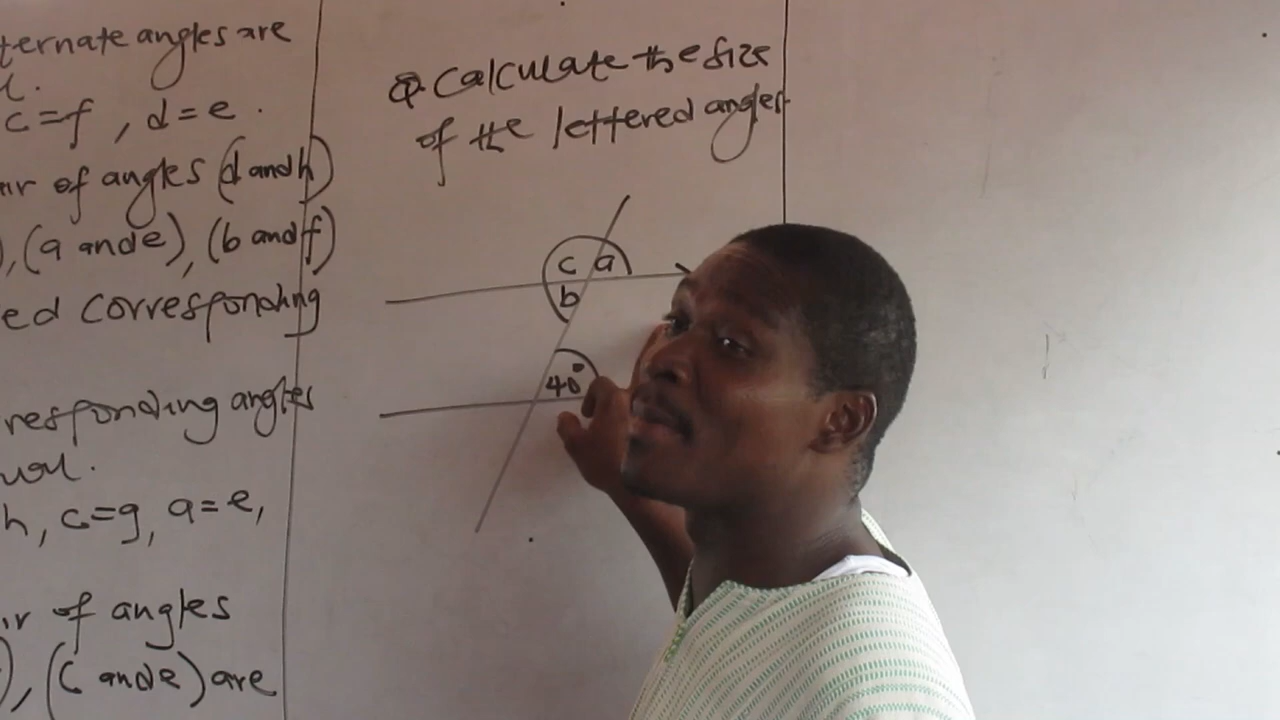 ternate angles are
l.
c=f, d=e.
ir of angles (d and h)
), (a and e), (b and f)
ed corresponding
responding angles
ual.
h, c=g, a=e,
ir of angles
), (c and e) are
Q. Calculate the size
of the lettered angles
c a
b
40°